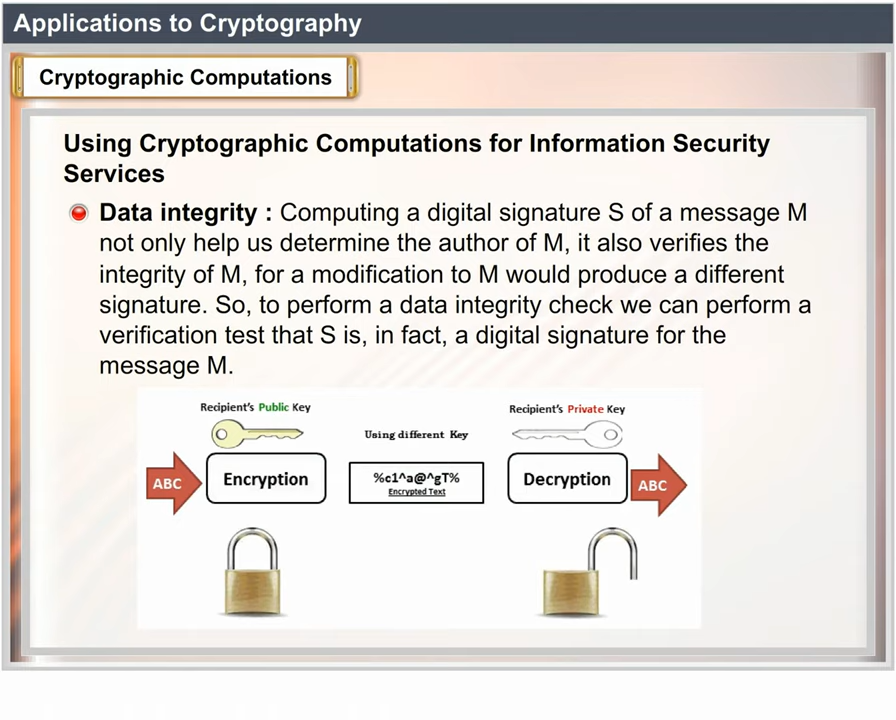 Applications to Cryptography
Cryptographic Computations
Using Cryptographic Computations for Information Security
Services
Data integrity : Computing a digital signature S of a message M
not only help us determine the author of M, it also verifies the
integrity of M, for a modification to M would produce a different
signature. So, to perform a data integrity check we can perform a
verification test that S is, in fact, a digital signature for the
message M.
Recipient's Public Key
Recipient's Private Key
Using different Key
ABC
Encryption
%c1^a@^gT%
Encrypted Text
Decryption
ABC